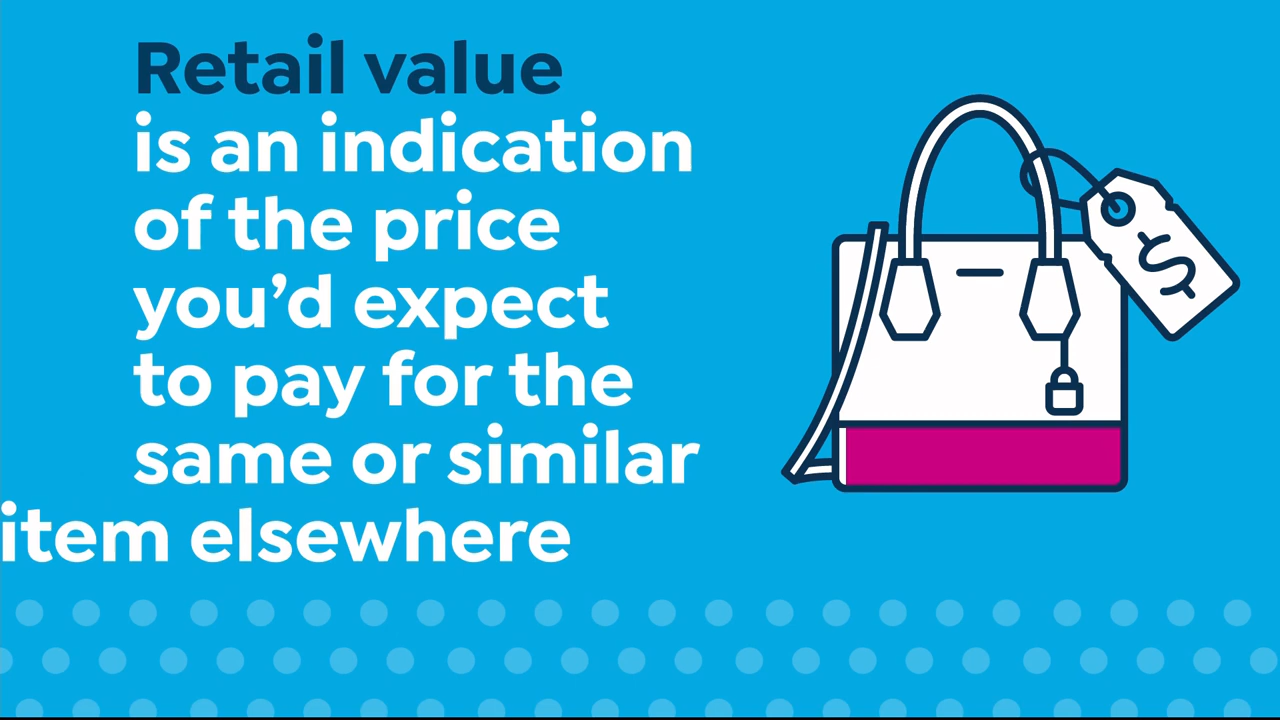 Retail value
is an indication
of the price
you’d expect
to pay for the
same or similar
item elsewhere
$